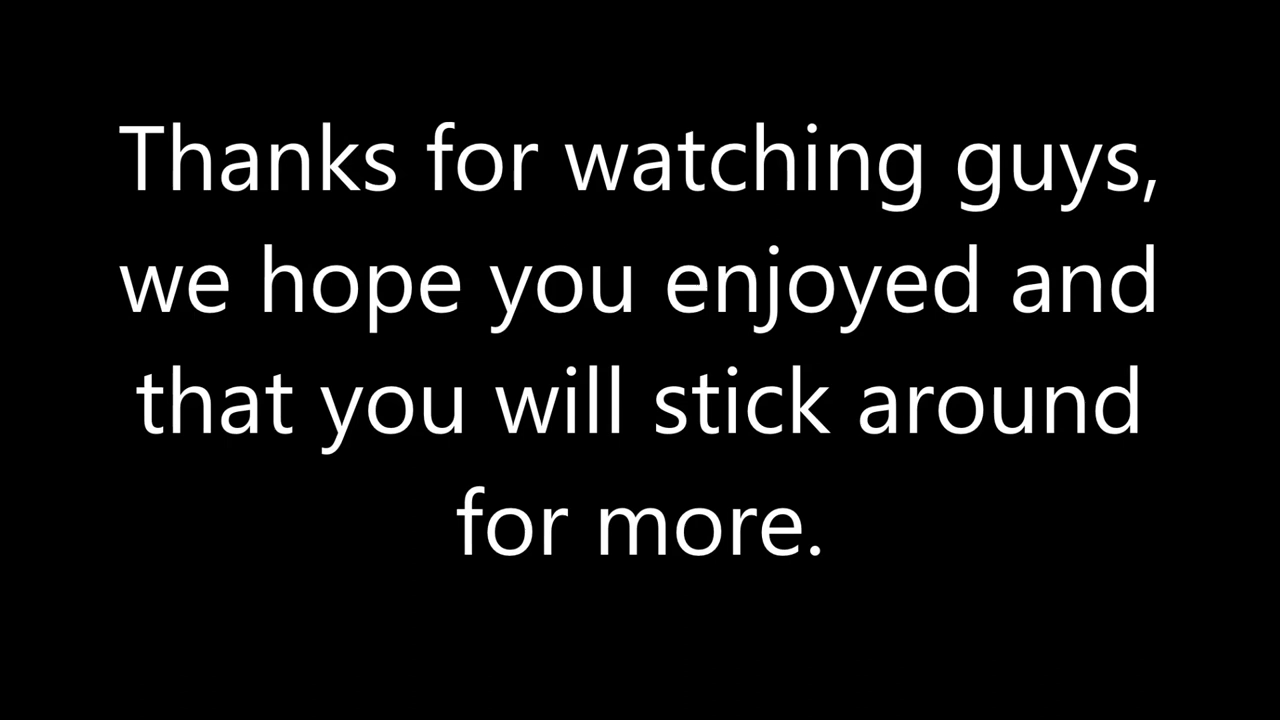 Thanks for watching guys,
we hope you enjoyed and
that you will stick around
for more.